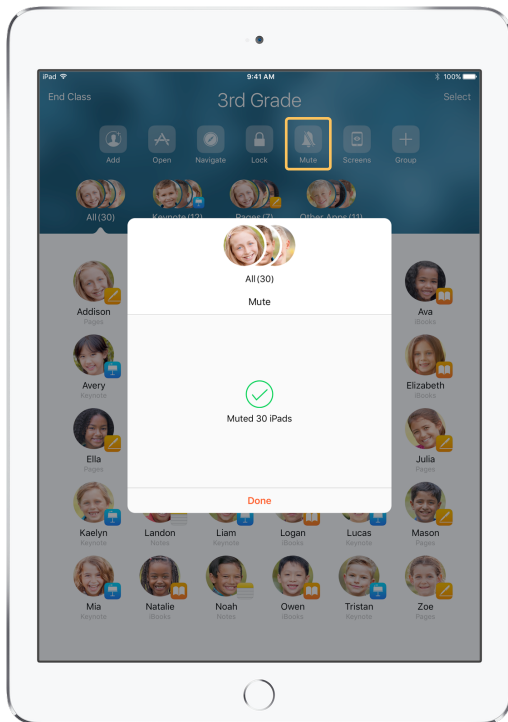 iPad 9:41 AM 100%
End Class 3rd Grade Select
Add Open Navigate Lock Mute Screens Group
All (30) Keynote (12) Pages (7) Other Apps (11)
All (30)
Mute
Addison Ava
Pages iBooks
Avery Elizabeth
Keynote iBooks
Muted 30 iPads
Ella Julia
Pages Pages
Done
Kaelyn Landon Liam Logan Lucas Mason
Keynote Notes Keynote iBooks Keynote Pages
Mia Natalie Noah Owen Tristan Zoe
Keynote iBooks Notes iBooks Keynote Pages